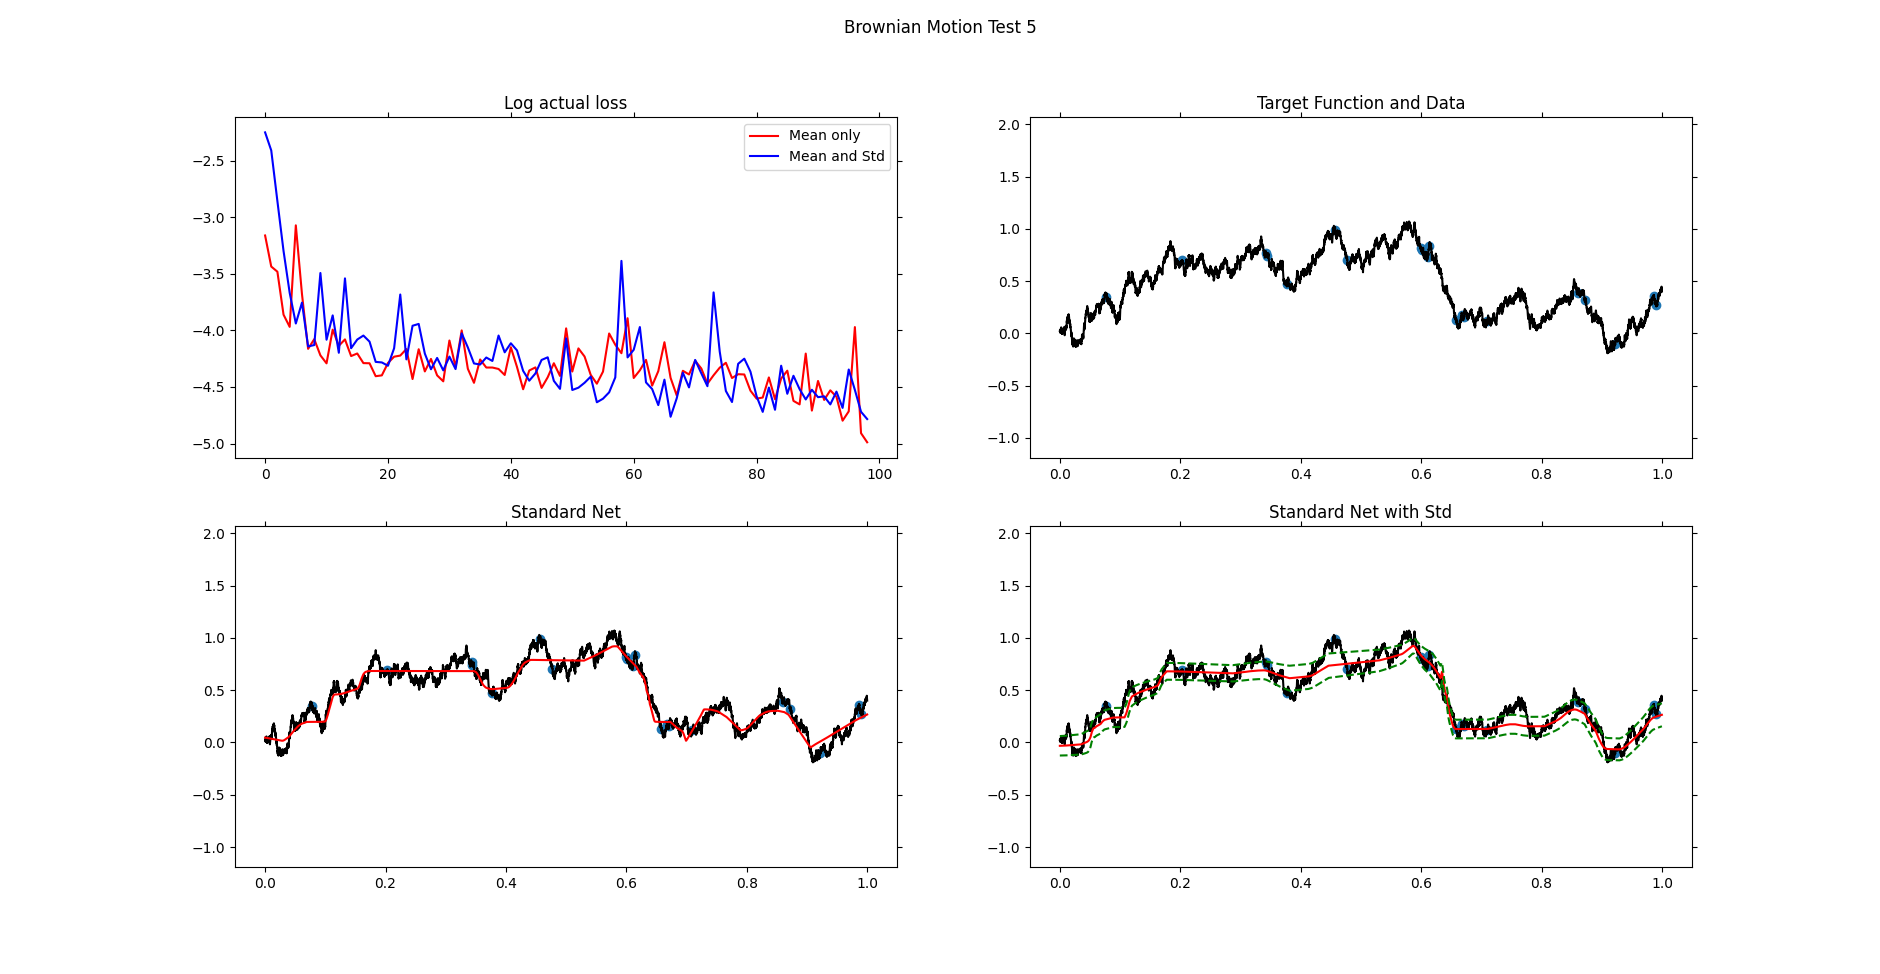 Brownian Motion Test 5
Log actual loss
Mean only
Mean and Std
−2.5
−3.0
−3.5
−4.0
−4.5
−5.0
0 20 40 60 80 100
Target Function and Data
2.0
1.5
1.0
0.5
0.0
−0.5
−1.0
0.0 0.2 0.4 0.6 0.8 1.0
Standard Net
2.0
1.5
1.0
0.5
0.0
−0.5
−1.0
0.0 0.2 0.4 0.6 0.8 1.0
Standard Net with Std
2.0
1.5
1.0
0.5
0.0
−0.5
−1.0
0.0 0.2 0.4 0.6 0.8 1.0